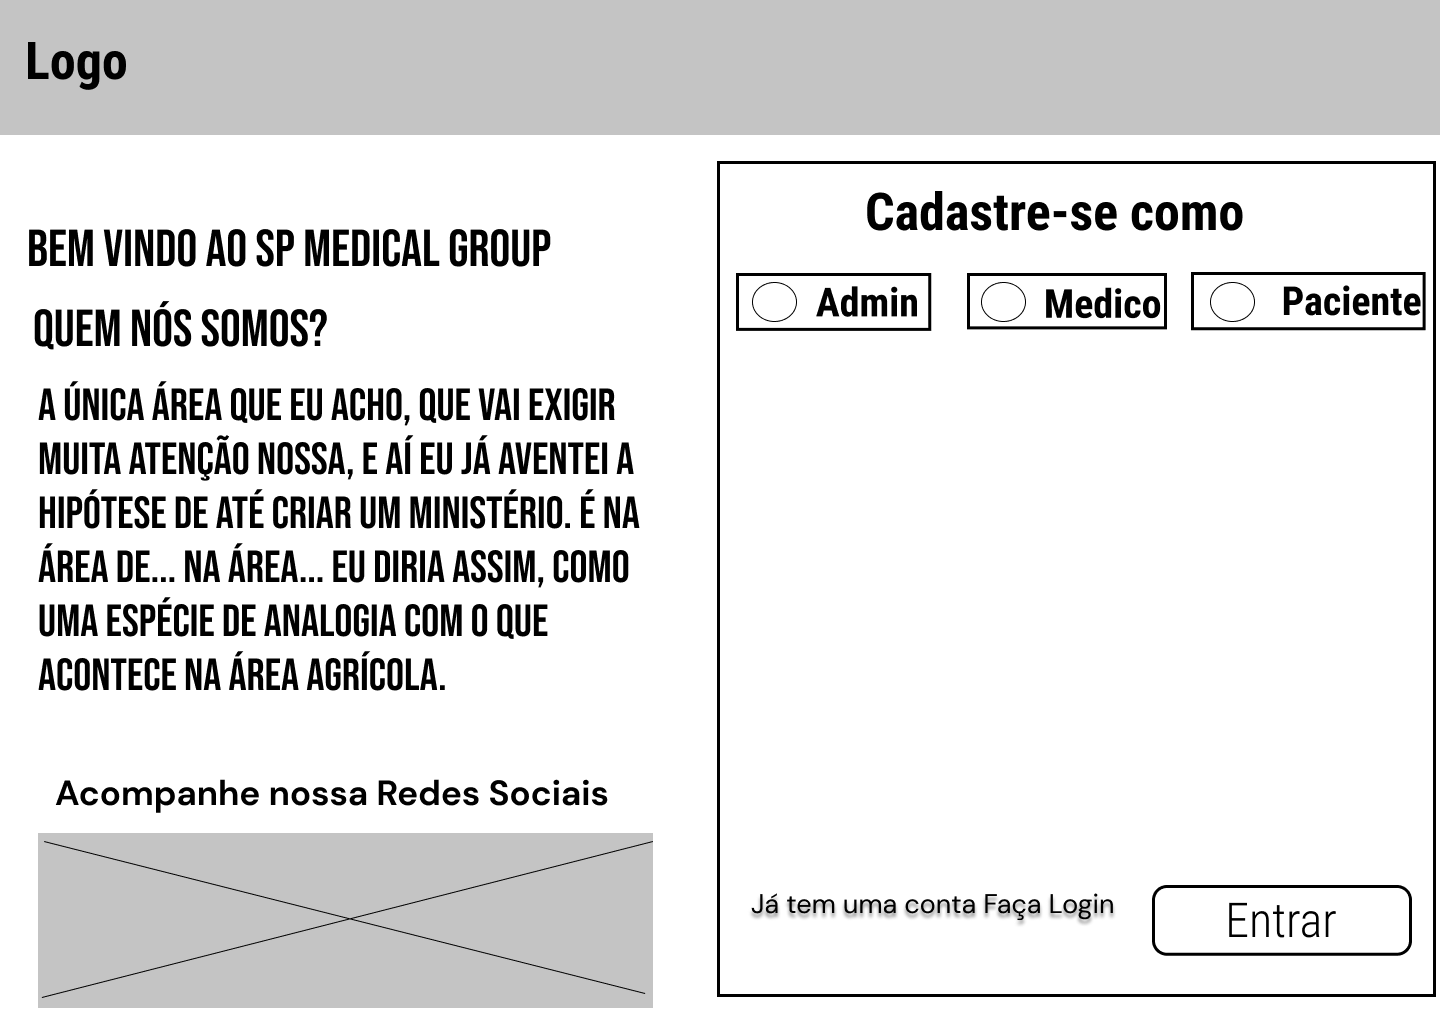 Logo
BEM VINDO AO SP MEDICAL GROUP
QUEM NÓS SOMOS?
A ÚNICA ÁREA QUE EU ACHO, QUE VAI EXIGIR
MUITA ATENÇÃO NOSSA, E AÍ EU JÁ AVENTEI A
HIPÓTESE DE ATÉ CRIAR UM MINISTÉRIO. É NA
ÁREA DE... NA ÁREA... EU DIRIA ASSIM, COMO
UMA ESPÉCIE DE ANALOGIA COM O QUE
ACONTECE NA ÁREA AGRÍCOLA.
Acompanhe nossa Redes Sociais
Cadastre-se como
Admin
Medico
Paciente
Já tem uma conta Faça Login
Entrar